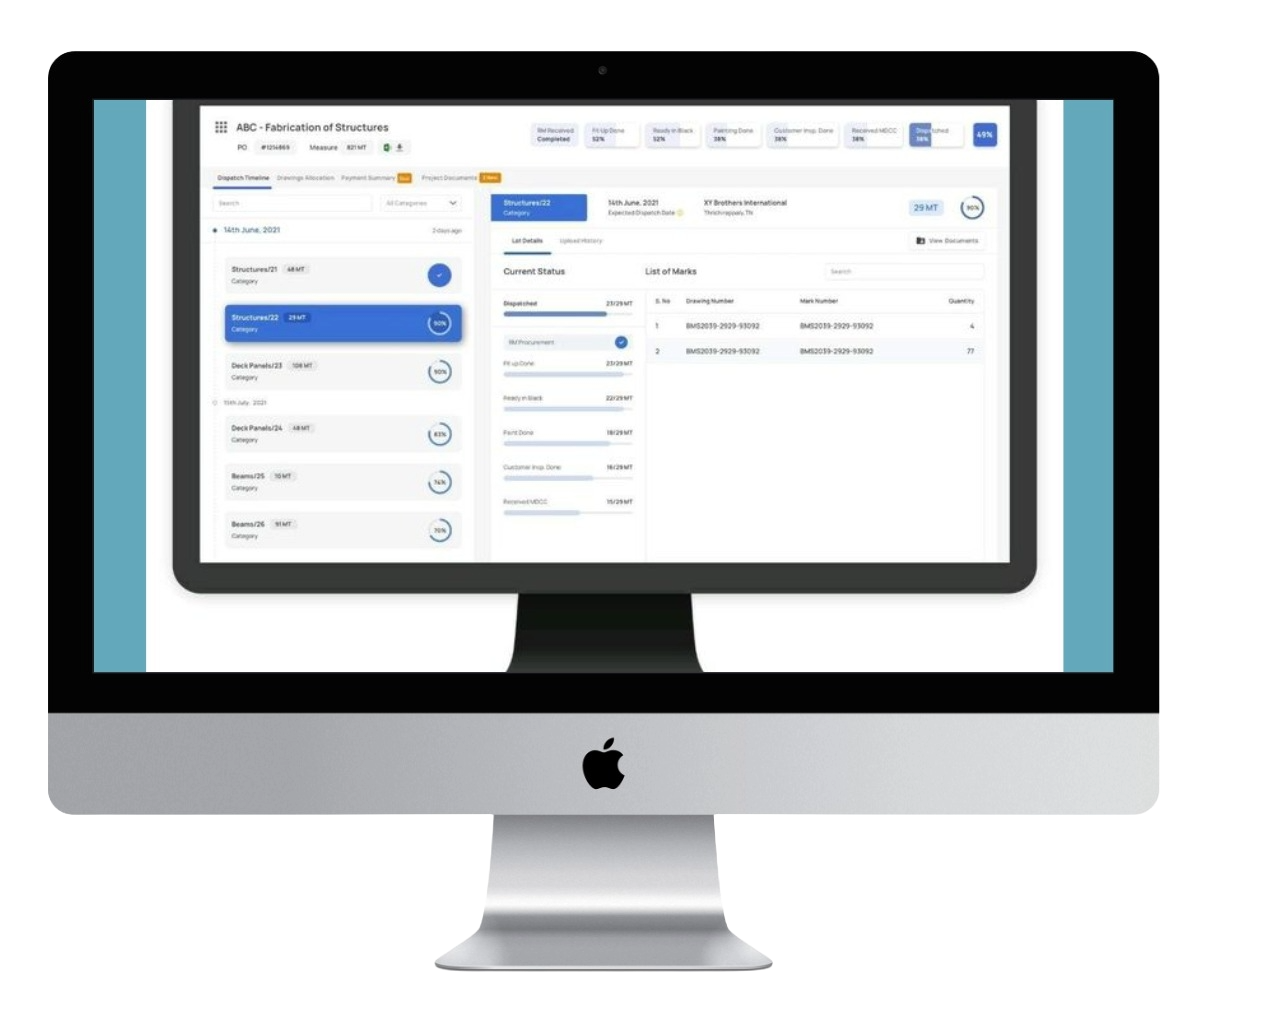 ABC - Fabrication of Structures
PO #1214869 Measure 821 MT
RM Received
Completed
Fit Up Done
52%
Ready in Black
52%
Painting Done
38%
Customer Insp. Done
38%
Received MDCC
38%
Dispatched
38%
49%
Dispatch Timeline Drawings Allocation Payment Summary Project Documents
Search All Categories
14th June, 2021 2 days ago
Structures/21 48 MT
Category
Structures/22 29 MT
Category
90%
Deck Panels/23 108 MT
Category
90%
15th July, 2021
Deck Panels/24 48 MT
Category
83%
Beams/25 10 MT
Category
74%
Beams/26 91 MT
Category
70%
Structures/22
Category
14th June, 2021
Expected Dispatch Date
XY Brothers International
Thiruchirappally, TN
29 MT
90%
Lot Details Upload History
View Documents
Current Status
Dispatched 23/29 MT
RM Procurement
Fit up Done 23/29 MT
Ready in Black 22/29 MT
Paint Done 18/29 MT
Customer Insp. Done 16/29 MT
Received MDCC 15/29 MT
List of Marks
Search
S. No Drawing Number Mark Number Quantity
1 BMS2039-2929-93092 BMS2039-2929-93092 4
2 BMS2039-2929-93092 BMS2039-2929-93092 77